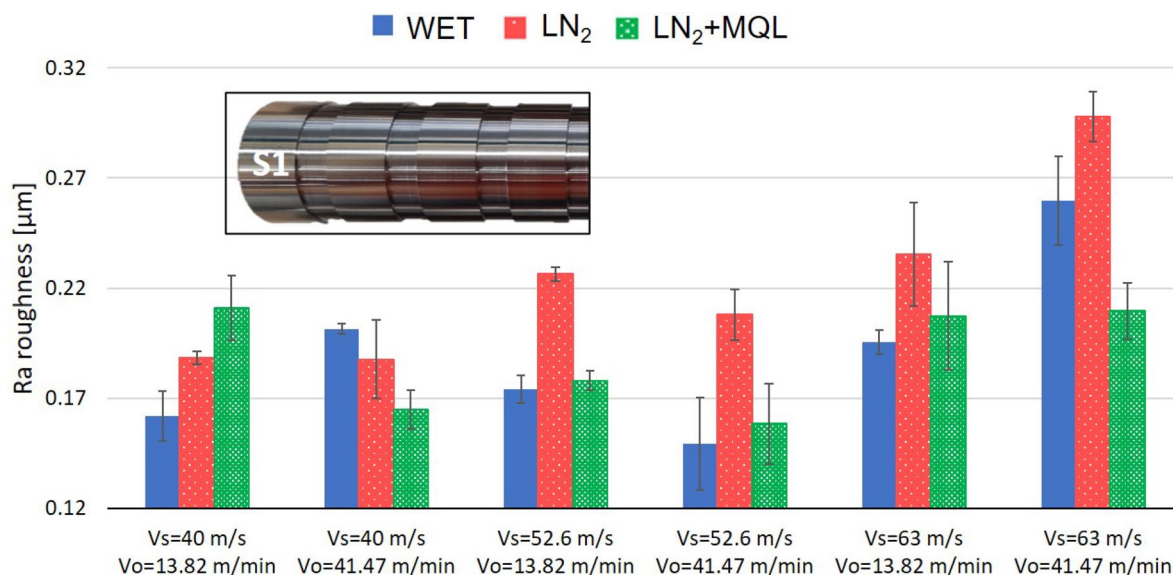 WET LN₂ LN₂+MQL
Ra roughness [µm]
0.32
0.27
0.22
0.17
0.12
S1
Vs=40 m/s Vs=40 m/s Vs=52.6 m/s Vs=52.6 m/s Vs=63 m/s Vs=63 m/s
Vo=13.82 m/min Vo=41.47 m/min Vo=13.82 m/min Vo=41.47 m/min Vo=13.82 m/min Vo=41.47 m/min